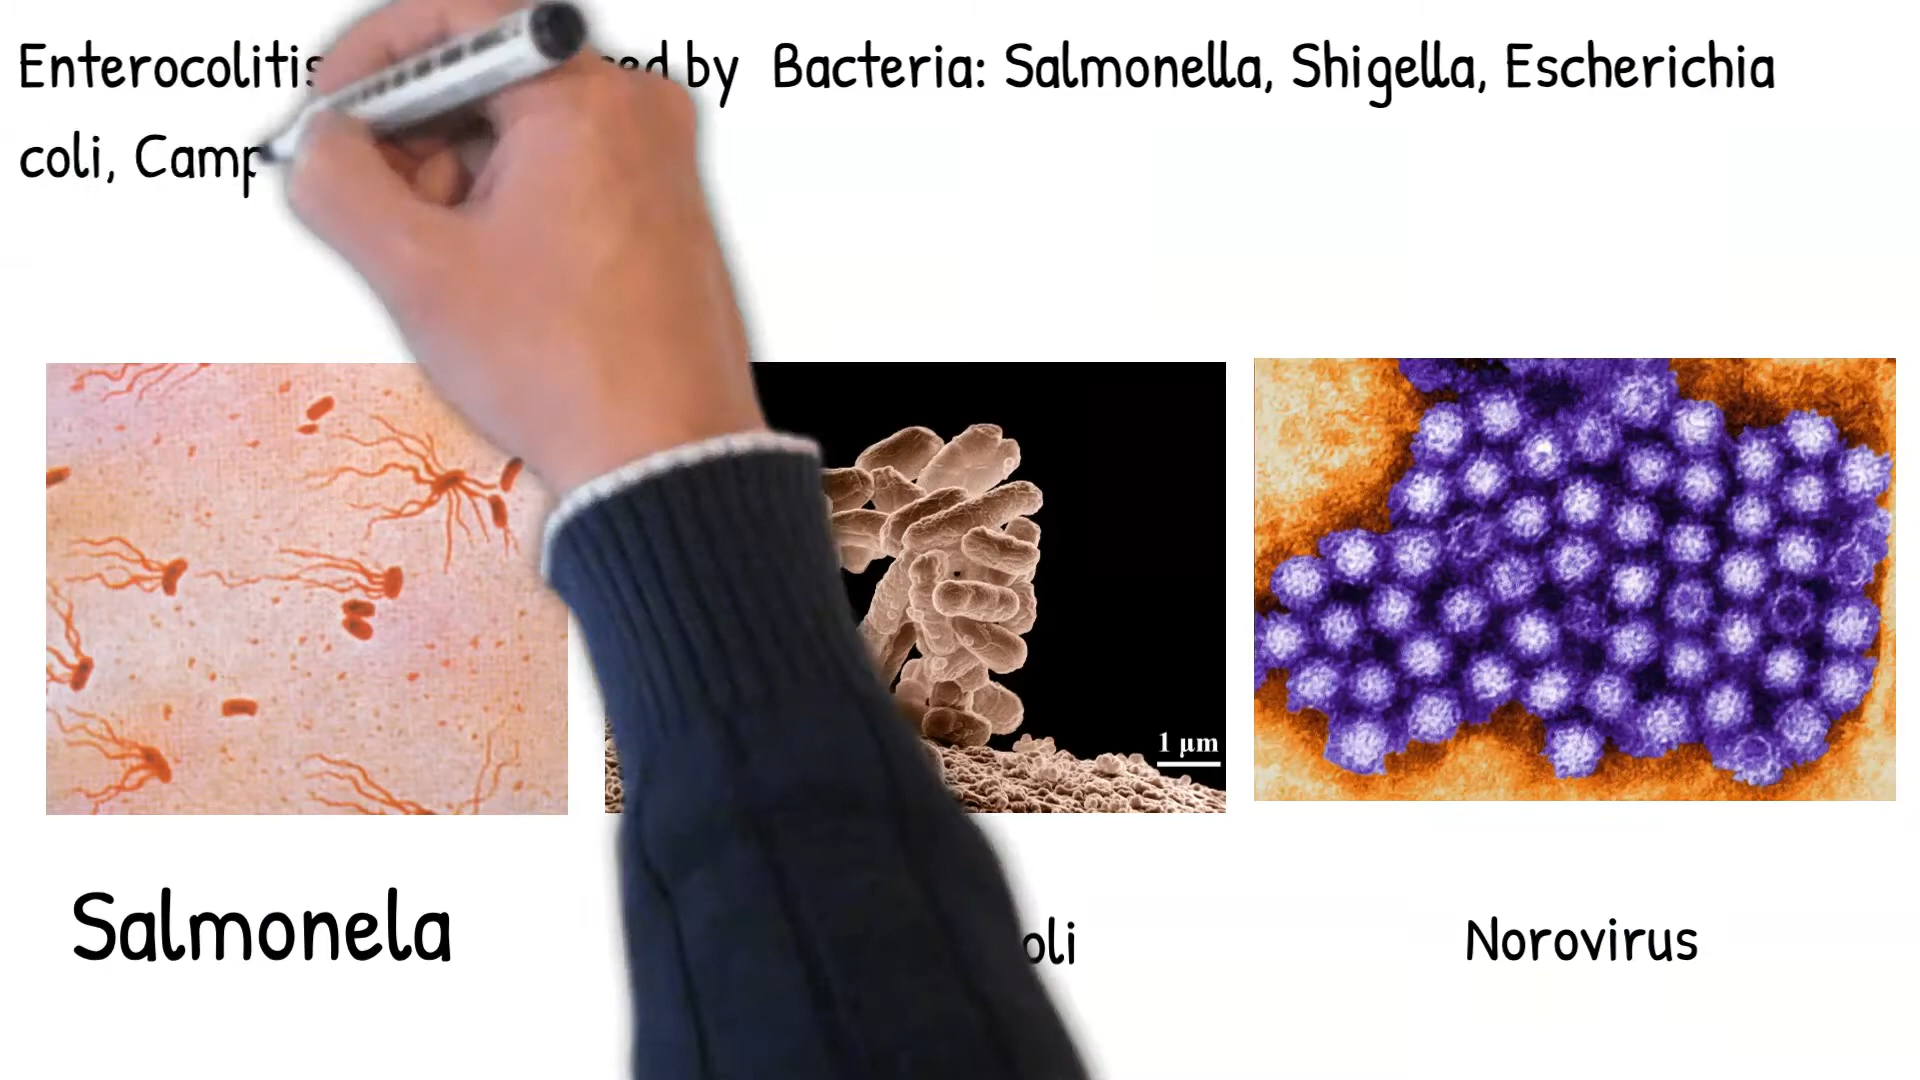 Enterocolitis by Bacteria: Salmonella, Shigella, Escherichia
coli, Camp
1 µm
Salmonela
oli
Norovirus